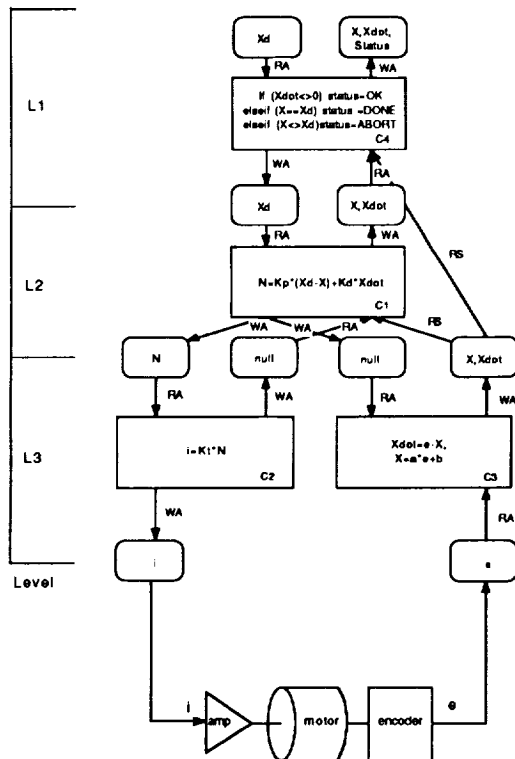 Xd
X,Xdot,
Status
RA
WA
L1
If (Xdot<>0) status=OK
elseif (X==Xd) status =DONE
elseif (X<>Xd)status=ABORT
C4
WA
RA
Xd
X,Xdot
RA
WA
RS
L2
N=Kp*(Xd-X)+Kd*Xdot
C1
WA
WA
RA
RS
N
null
null
X,Xdot
RA
WA
RA
WA
L3
i=Kt*N
C2
Xdot=e-X,
X=a*e+b
C3
WA
RA
i
e
Level
i
amp
motor
encoder
e